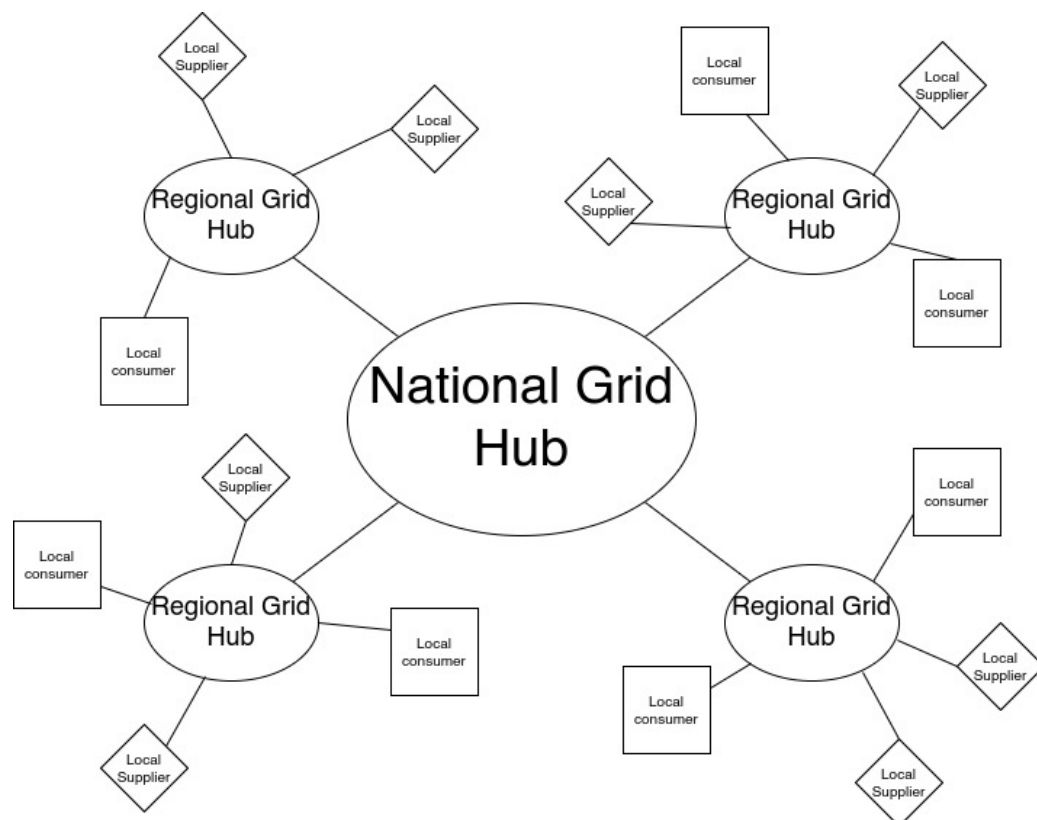 Local
Supplier
Local
Supplier
Regional Grid
Hub
Local
consumer
Local
consumer
Local
Supplier
Local
Supplier
Regional Grid
Hub
Local
consumer
National Grid
Hub
Local
Supplier
Local
consumer
Regional Grid
Hub
Local
consumer
Local
Supplier
Local
consumer
Regional Grid
Hub
Local
Supplier
Local
consumer
Local
Supplier